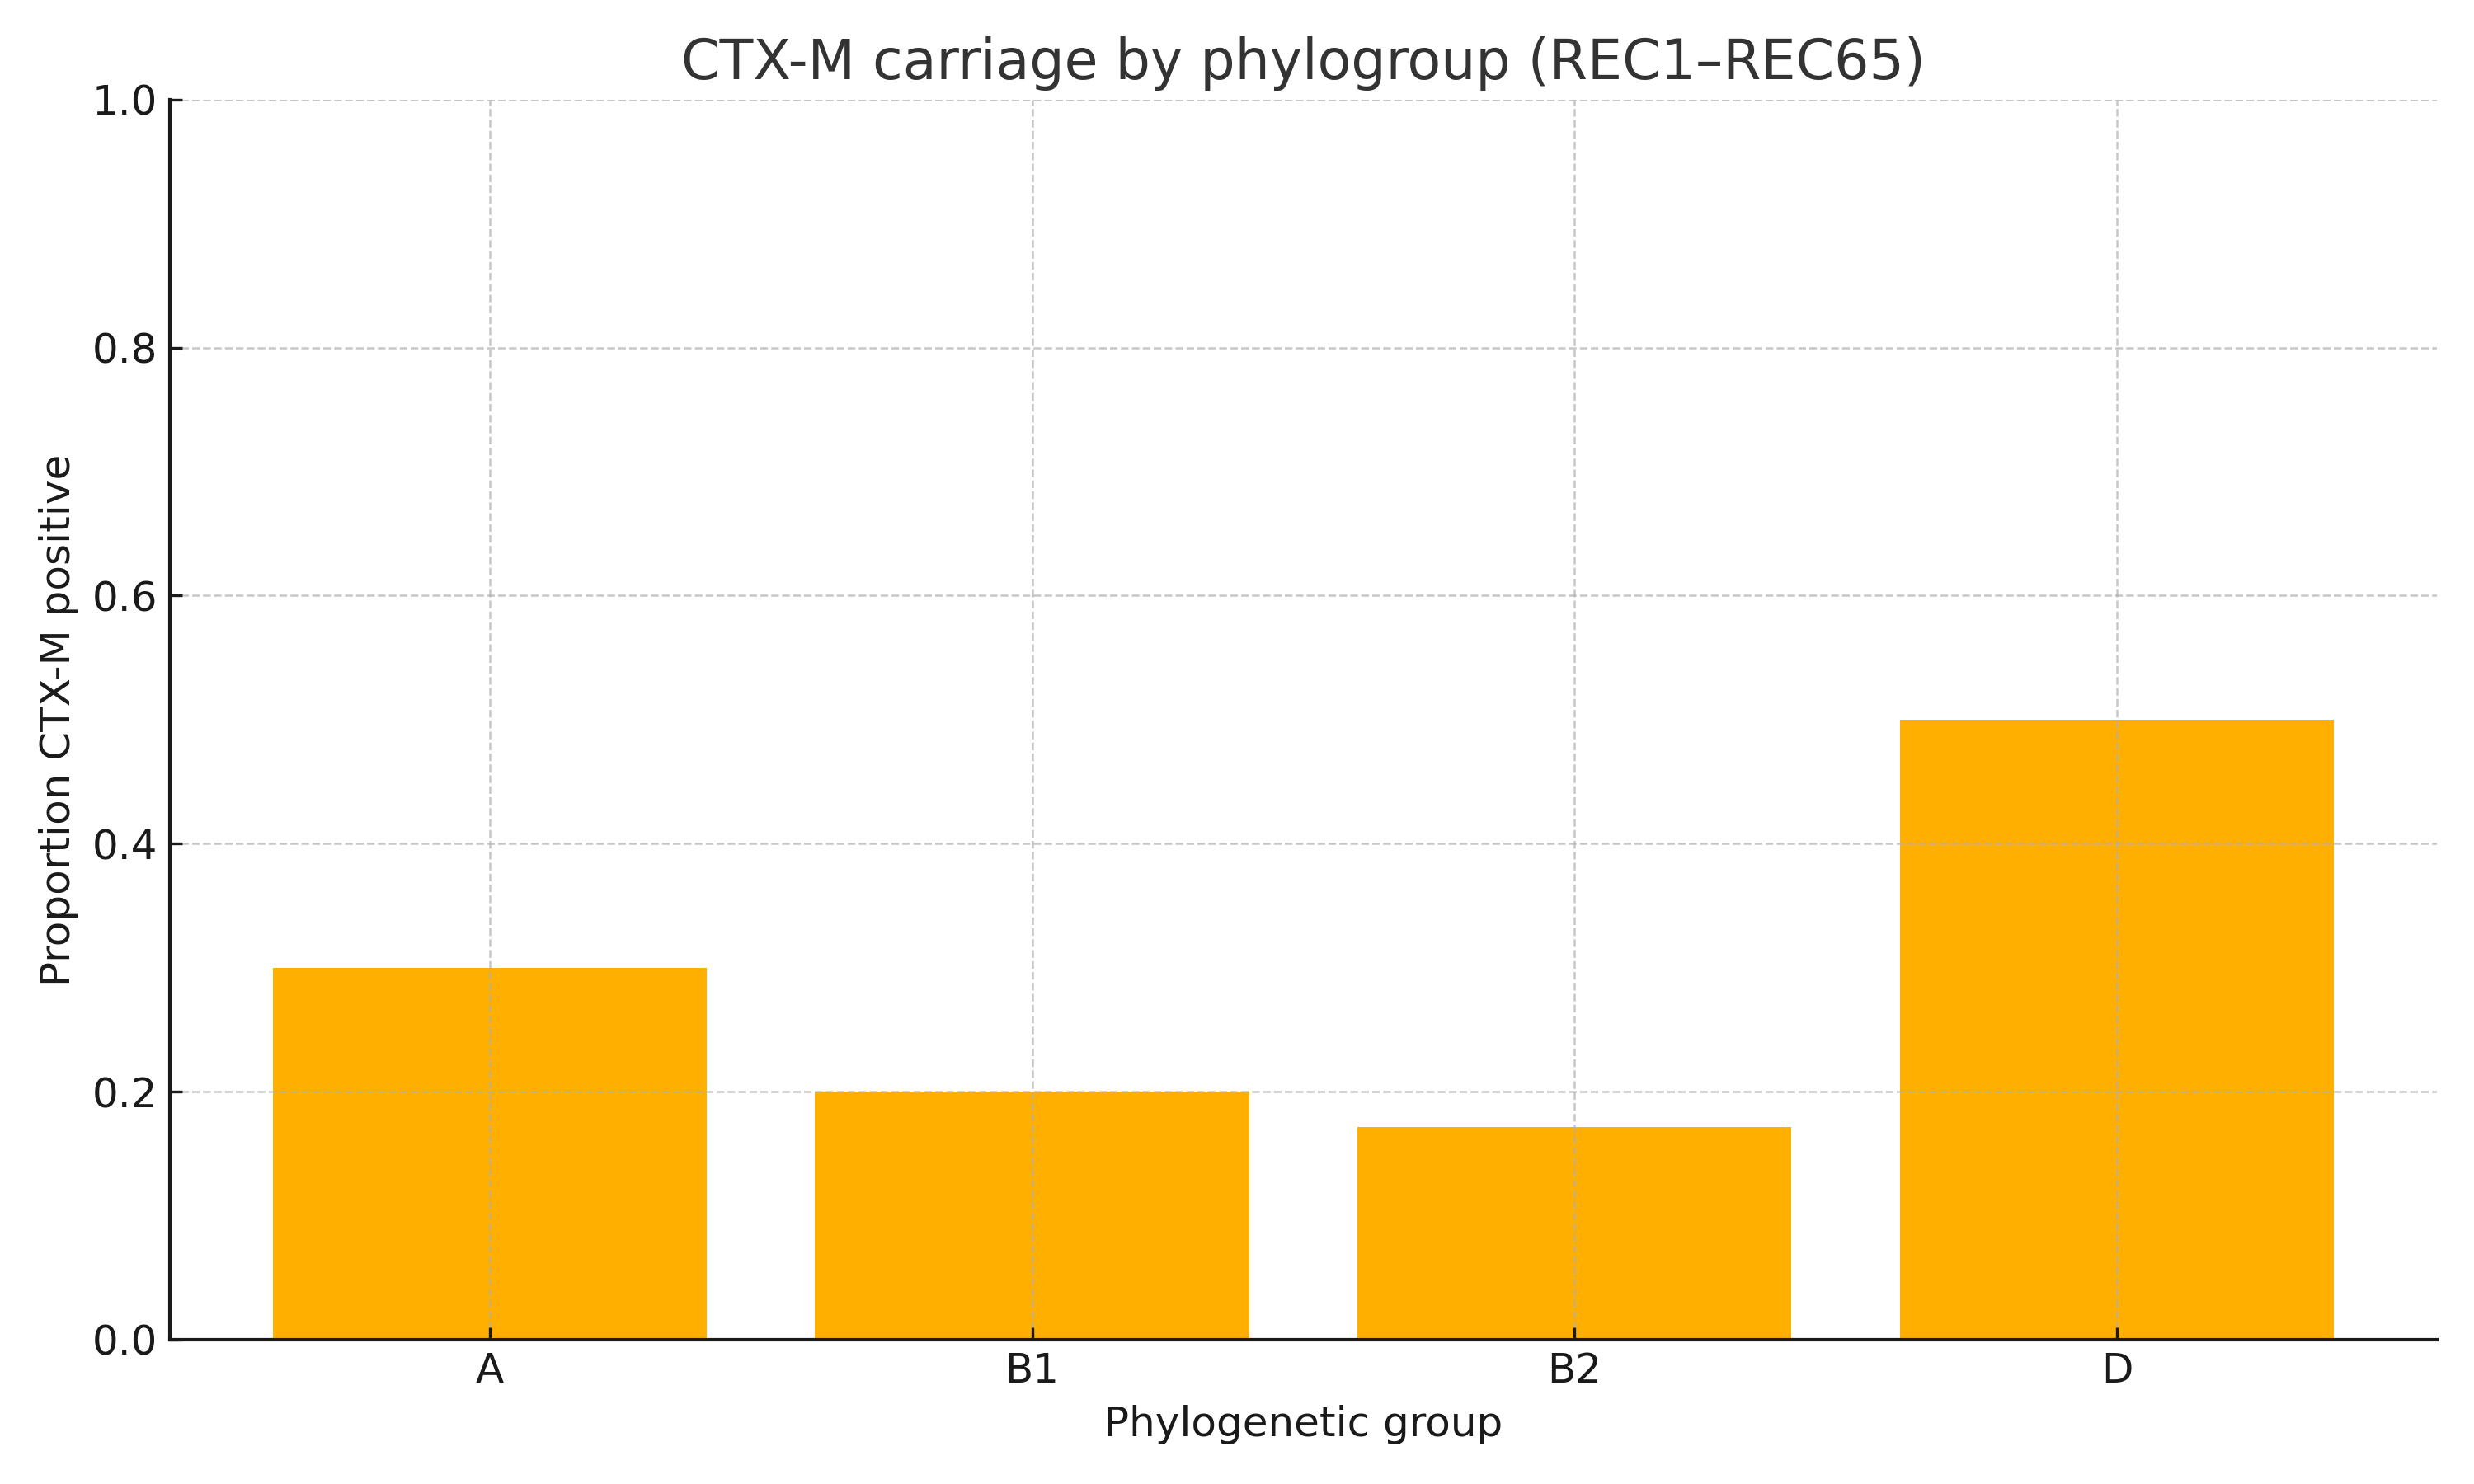 CTX-M carriage by phylogroup (REC1–REC65)
Proportion CTX-M positive
1.0
0.8
0.6
0.4
0.2
0.0
A B1 B2 D
Phylogenetic group